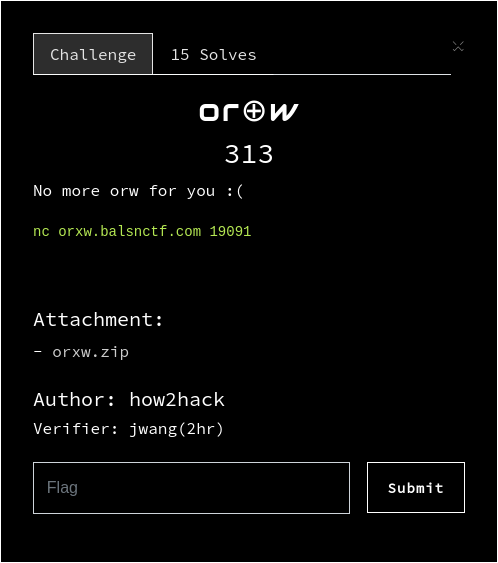 Challenge
15 Solves
×
or⊕w
313
No more orw for you :(
nc orxw.balsnctf.com 19091
Attachment:
- orxw.zip
Author: how2hack
Verifier: jwang(2hr)
Flag
Submit